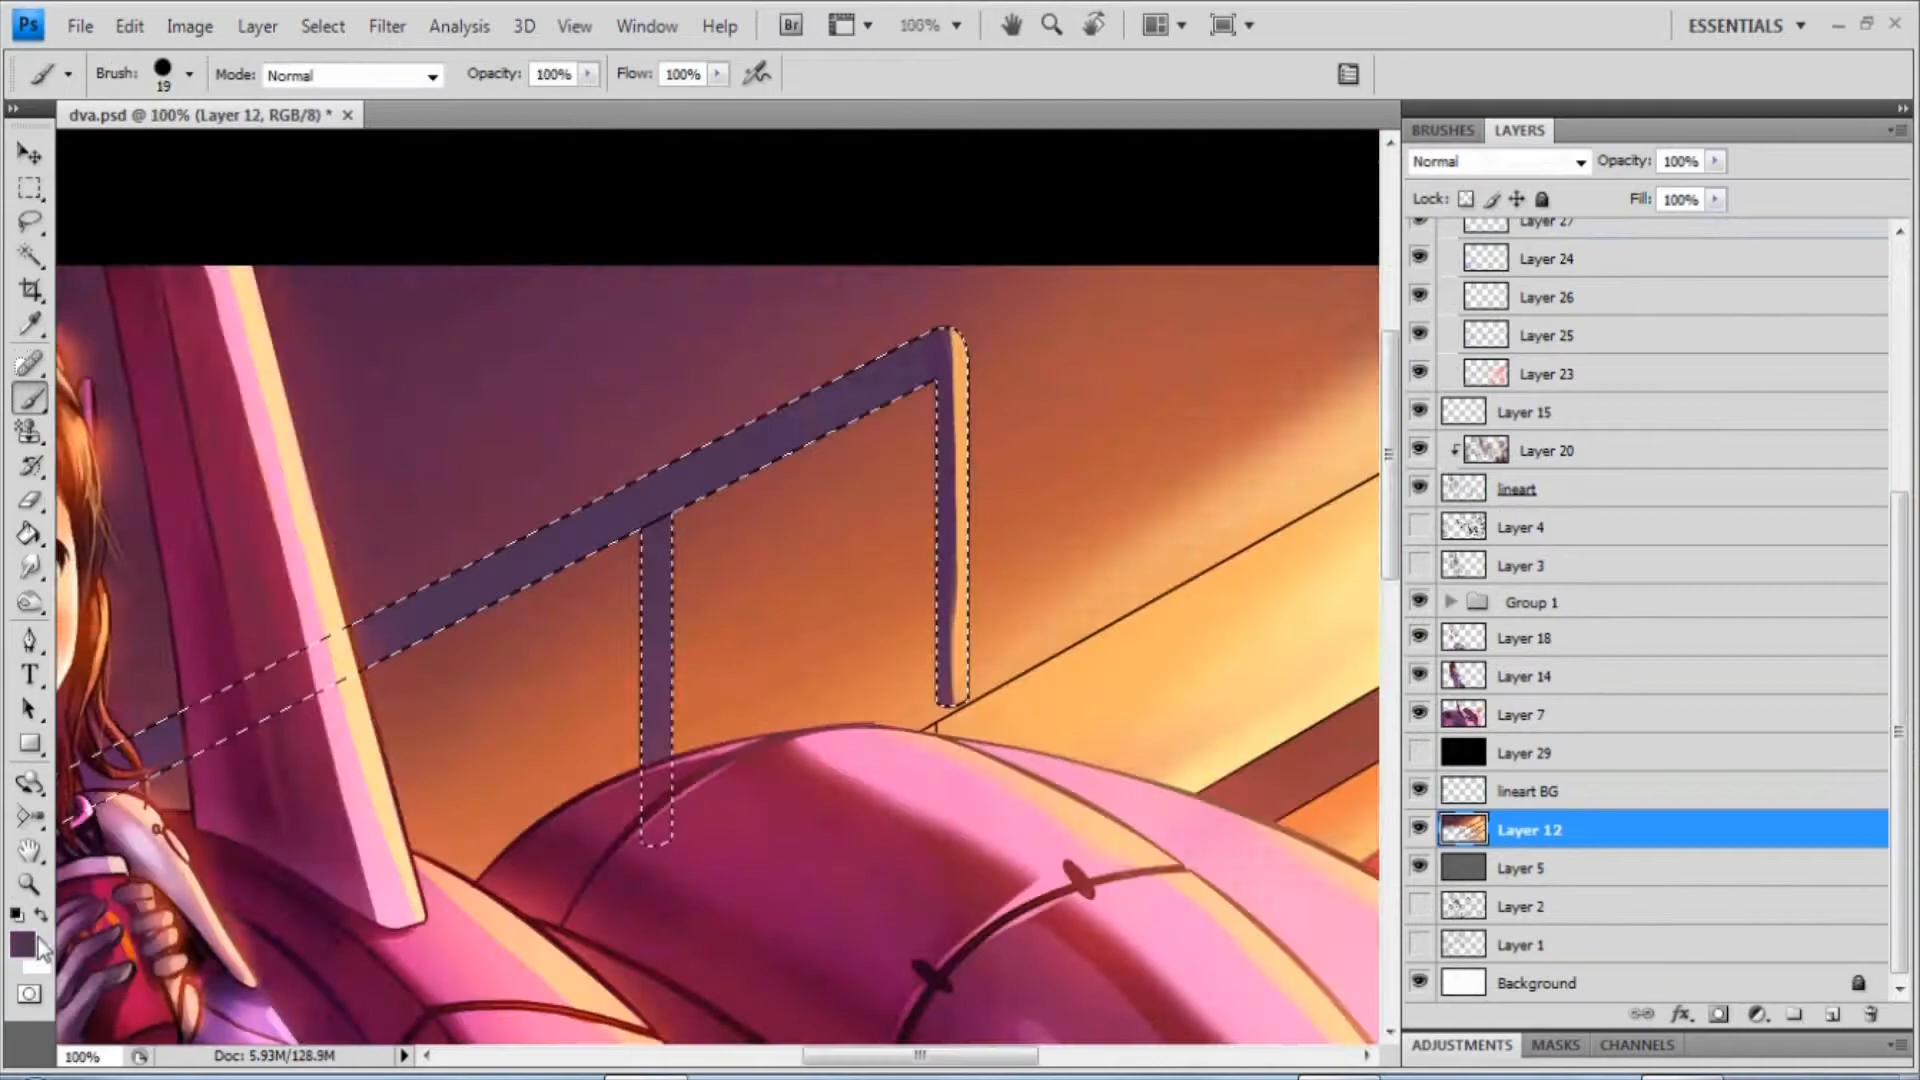 Ps File Edit Image Layer Select Filter Analysis 3D View Window Help Br 100% ESSENTIALS
Brush: 19 Mode: Normal Opacity: 100% Flow: 100%
dva.psd @ 100% (Layer 12, RGB/8) *
BRUSHES LAYERS
Normal Opacity: 100%
Lock: Fill: 100%
Layer 27
Layer 24
Layer 26
Layer 25
Layer 23
Layer 15
Layer 20
lineart
Layer 4
Layer 3
Group 1
Layer 18
Layer 14
Layer 7
Layer 29
lineart BG
Layer 12
Layer 5
Layer 2
Layer 1
Background
100% Doc: 5.93M/128.9M
ADJUSTMENTS MASKS CHANNELS